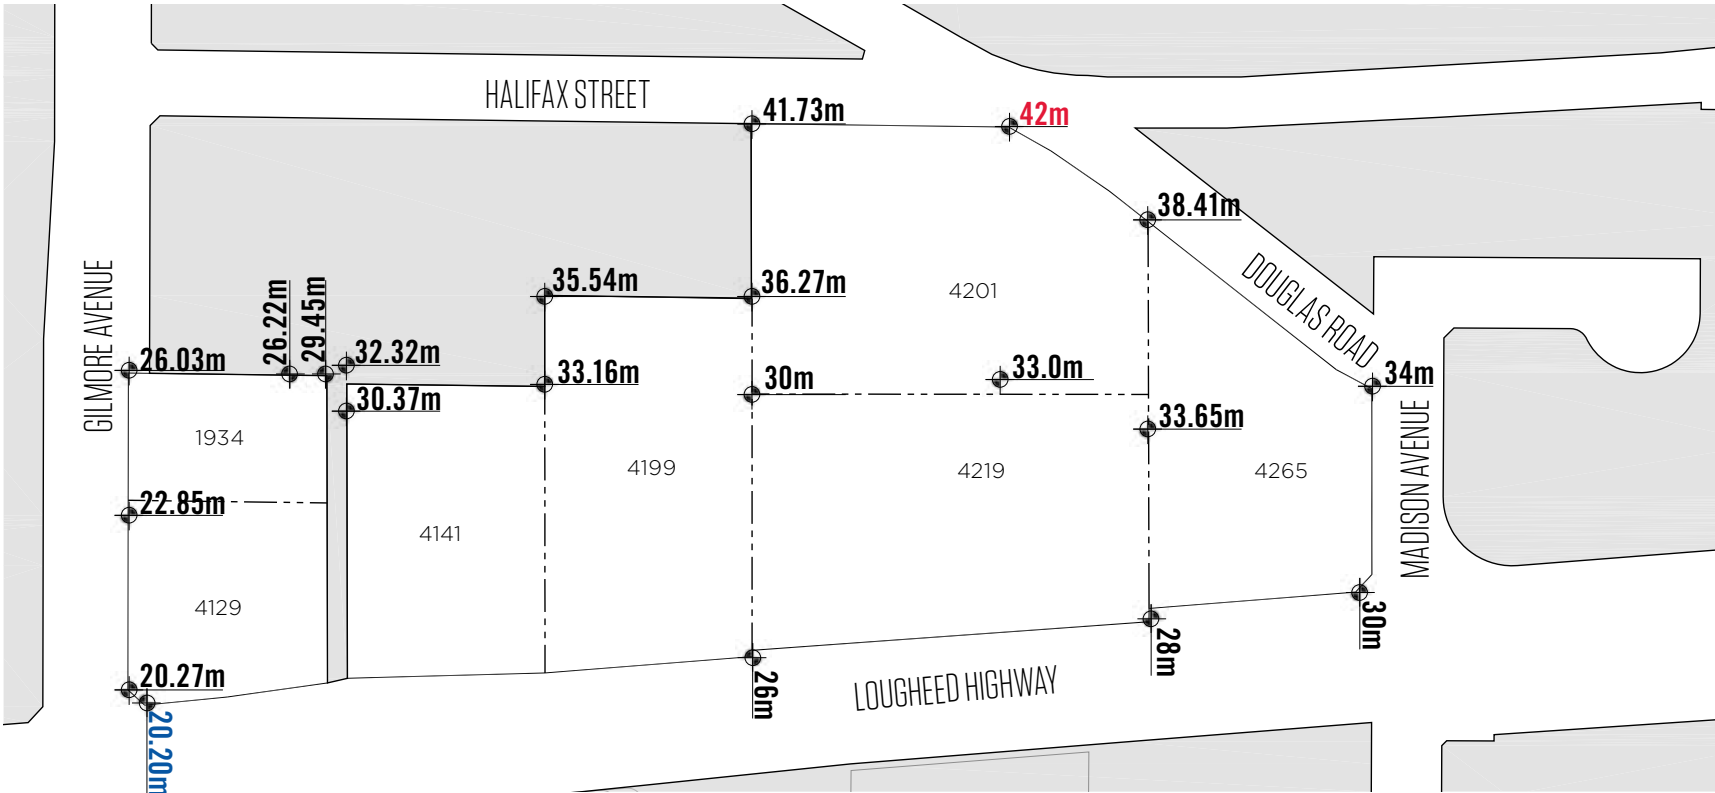 HALIFAX STREET
41.73m
42m
38.41m
DOUGLAS ROAD
35.54m
36.27m
4201
GILMORE AVENUE
26.03m
26.22m
29.45m
32.32m
30.37m
33.16m
30m
33.0m
34m
33.65m
MADISON AVENUE
1934
4199
4219
4265
22.85m
4141
4129
20.27m
20.20m
26m
28m
30m
LOUGHEED HIGHWAY